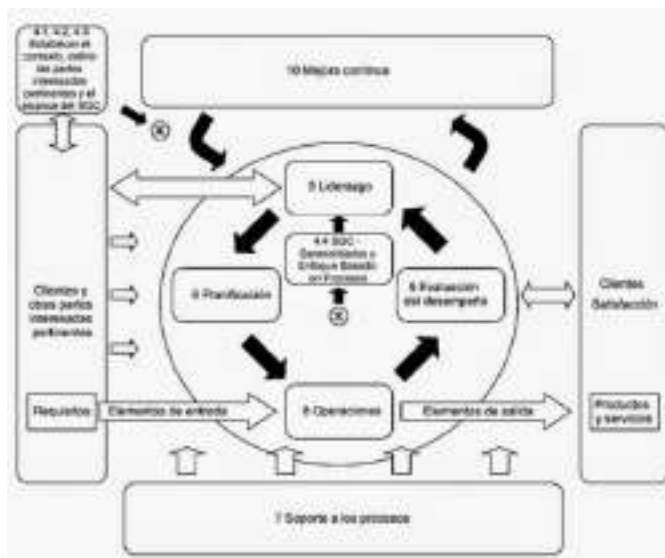 4.1, 4.2, 4.3
Establecer el
contexto, definir
las partes
interesadas
pertinentes y el
alcance del SGC
10 Mejora continua
5 Liderazgo
4.4 SGC -
Generalidades y
Enfoque Basado
en Procesos
6 Planificación
9 Evaluación
del desempeño
Clientes y
otras partes
interesadas
pertinentes
Clientes
Satisfacción
Requisitos
Elementos de entrada
8 Operaciones
Elementos de salida
Productos
y servicios
7 Soporte a los procesos